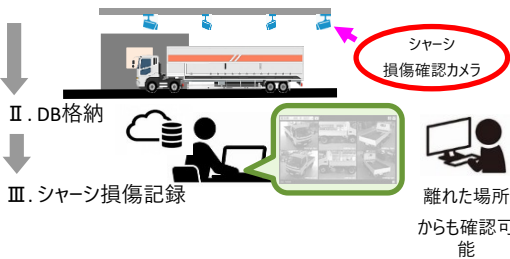 シャーシ
損傷確認カメラ
Ⅱ. DB格納
Ⅲ. シャーシ損傷記録
離れた場所
からも確認可
能